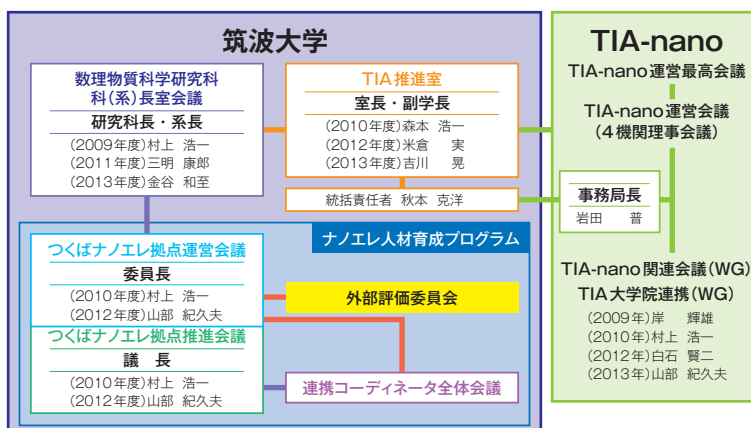 筑波大学
数理物質科学研究科
科(系)長室会議
研究科長・系長
(2009年度)村上 浩一
(2011年度)三明 康郎
(2013年度)金谷 和至
TIA推進室
室長・副学長
(2010年度)森本 浩一
(2012年度)米倉 実
(2013年度)吉川 晃
統括責任者 秋本 克洋
ナノエレ人材育成プログラム
つくばナノエレ拠点運営会議
委員長
(2010年度)村上 浩一
(2012年度)山部 紀久夫
つくばナノエレ拠点推進会議
議 長
(2010年度)村上 浩一
(2012年度)山部 紀久夫
外部評価委員会
連携コーディネータ全体会議
TIA-nano
TIA-nano運営最高会議
TIA-nano運営会議
(4機関理事会議)
事務局長
岩田 普
TIA-nano関連会議(WG)
TIA大学院連携(WG)
(2009年)岸 輝雄
(2010年)村上 浩一
(2012年)白石 賢二
(2013年)山部 紀久夫